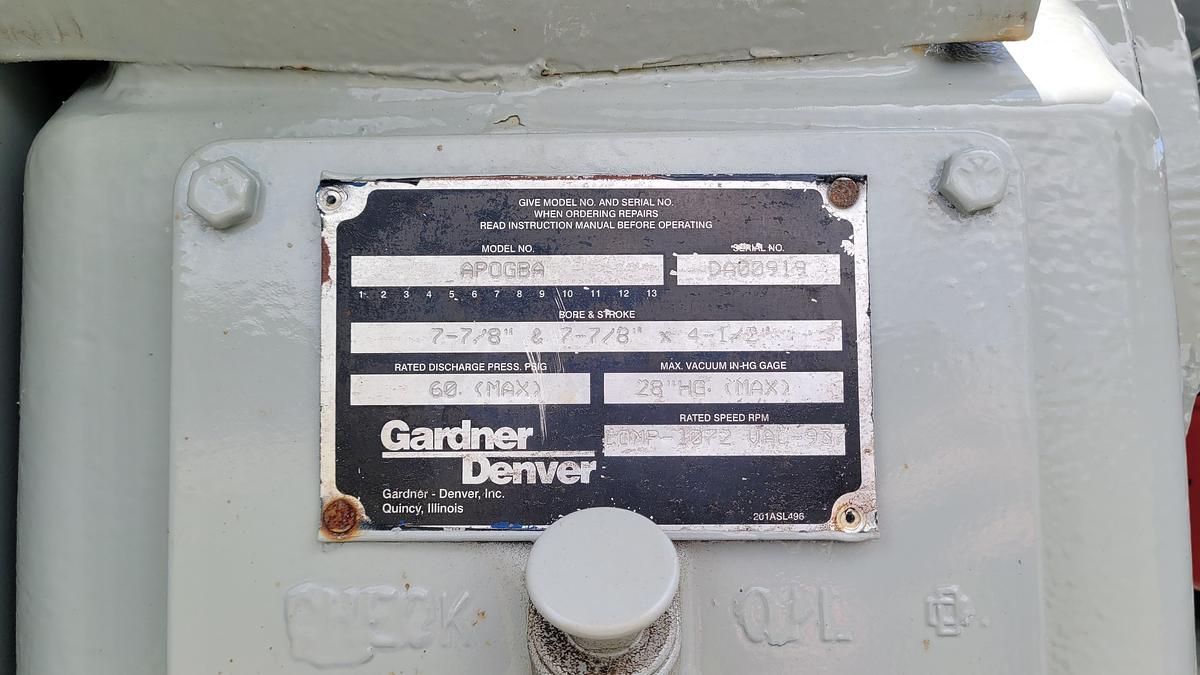 GIVE MODEL NO. AND SERIAL NO.
WHEN ORDERING REPAIRS
READ INSTRUCTION MANUAL BEFORE OPERATING
MODEL NO. SERIAL NO.
APOGBA DA00919
1 2 3 4 5 6 7 8 9 10 11 12 13
BORE & STROKE
7-7/8" & 7-7/8" x 4-1/2"
RATED DISCHARGE PRESS. PSIG MAX. VACUUM IN-HG GAGE
60 (MAX) 28"HG (MAX)
RATED SPEED RPM
COMP-1072
Gardner
Denver
Gardner - Denver, Inc.
Quincy, Illinois
201ASL496
CHECK OIL